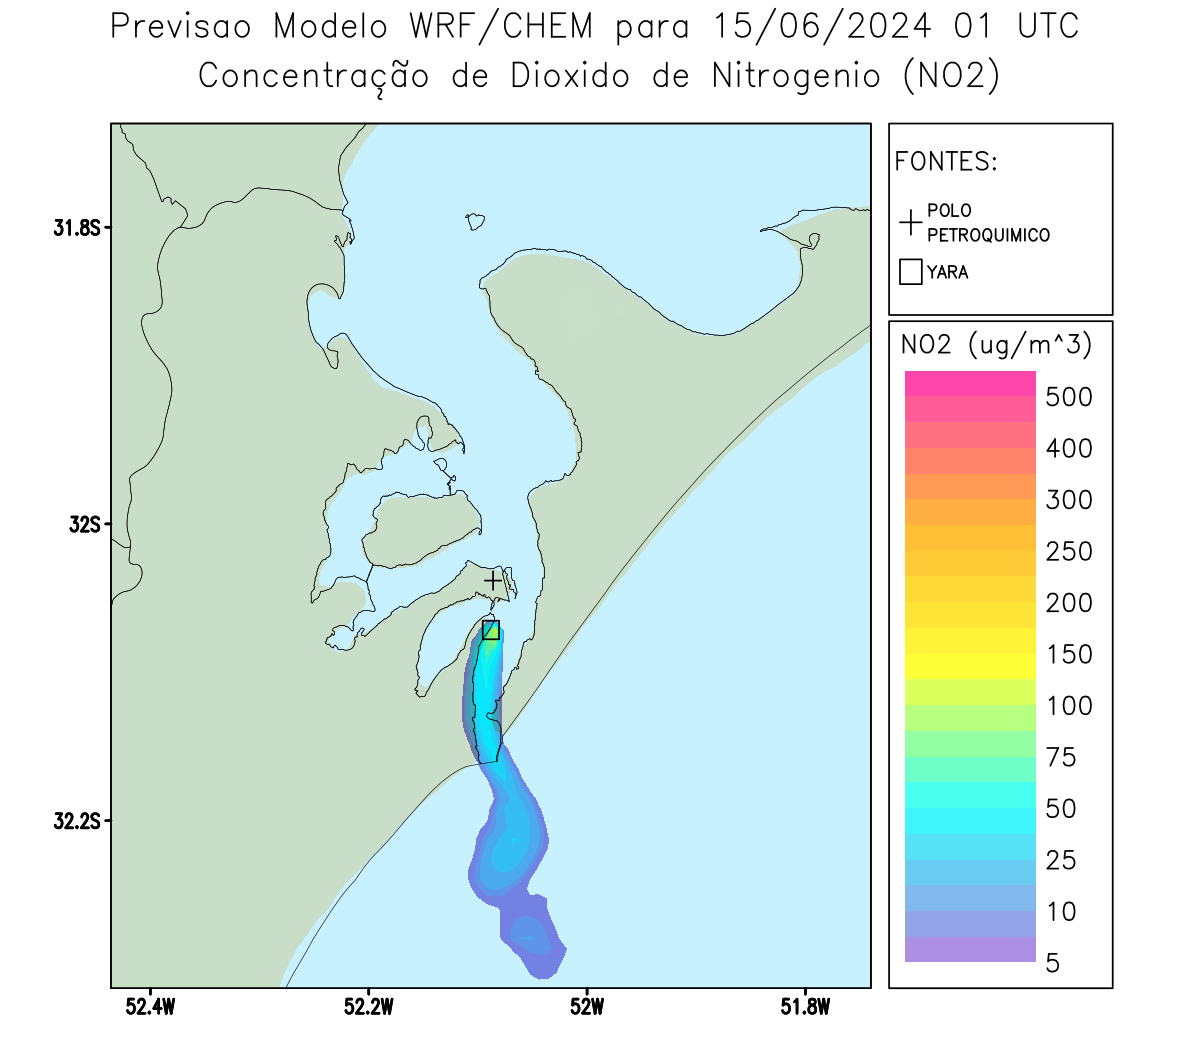 Previsao Modelo WRF/CHEM para 15/06/2024 01 UTC
Concentração de Dioxido de Nitrogenio (NO2)
FONTES:
POLO
PETROQUIMICO
YARA
NO2 (ug/m^3)
500
400
300
250
200
150
100
75
50
25
10
5
31.8S
32S
32.2S
52.4W
52.2W
52W
51.8W